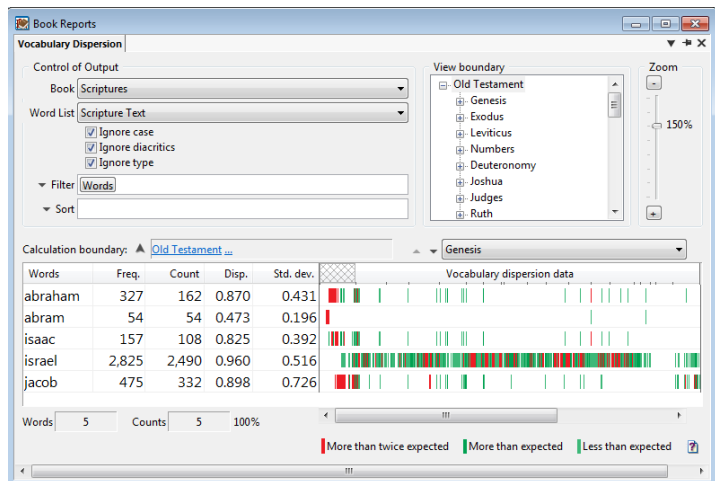 Book Reports
Vocabulary Dispersion
Control of Output
Book Scriptures
Word List Scripture Text
Ignore case
Ignore diacritics
Ignore type
Filter Words
Sort
View boundary
Old Testament
Genesis
Exodus
Leviticus
Numbers
Deuteronomy
Joshua
Judges
Ruth
Zoom
-
150%
+
Calculation boundary: Old Testament ... Genesis
Words Freq. Count Disp. Std. dev. Vocabulary dispersion data
abraham 327 162 0.870 0.431
abram 54 54 0.473 0.196
isaac 157 108 0.825 0.392
israel 2,825 2,490 0.960 0.516
jacob 475 332 0.898 0.726
Words 5 Counts 5 100%
More than twice expected More than expected Less than expected ?